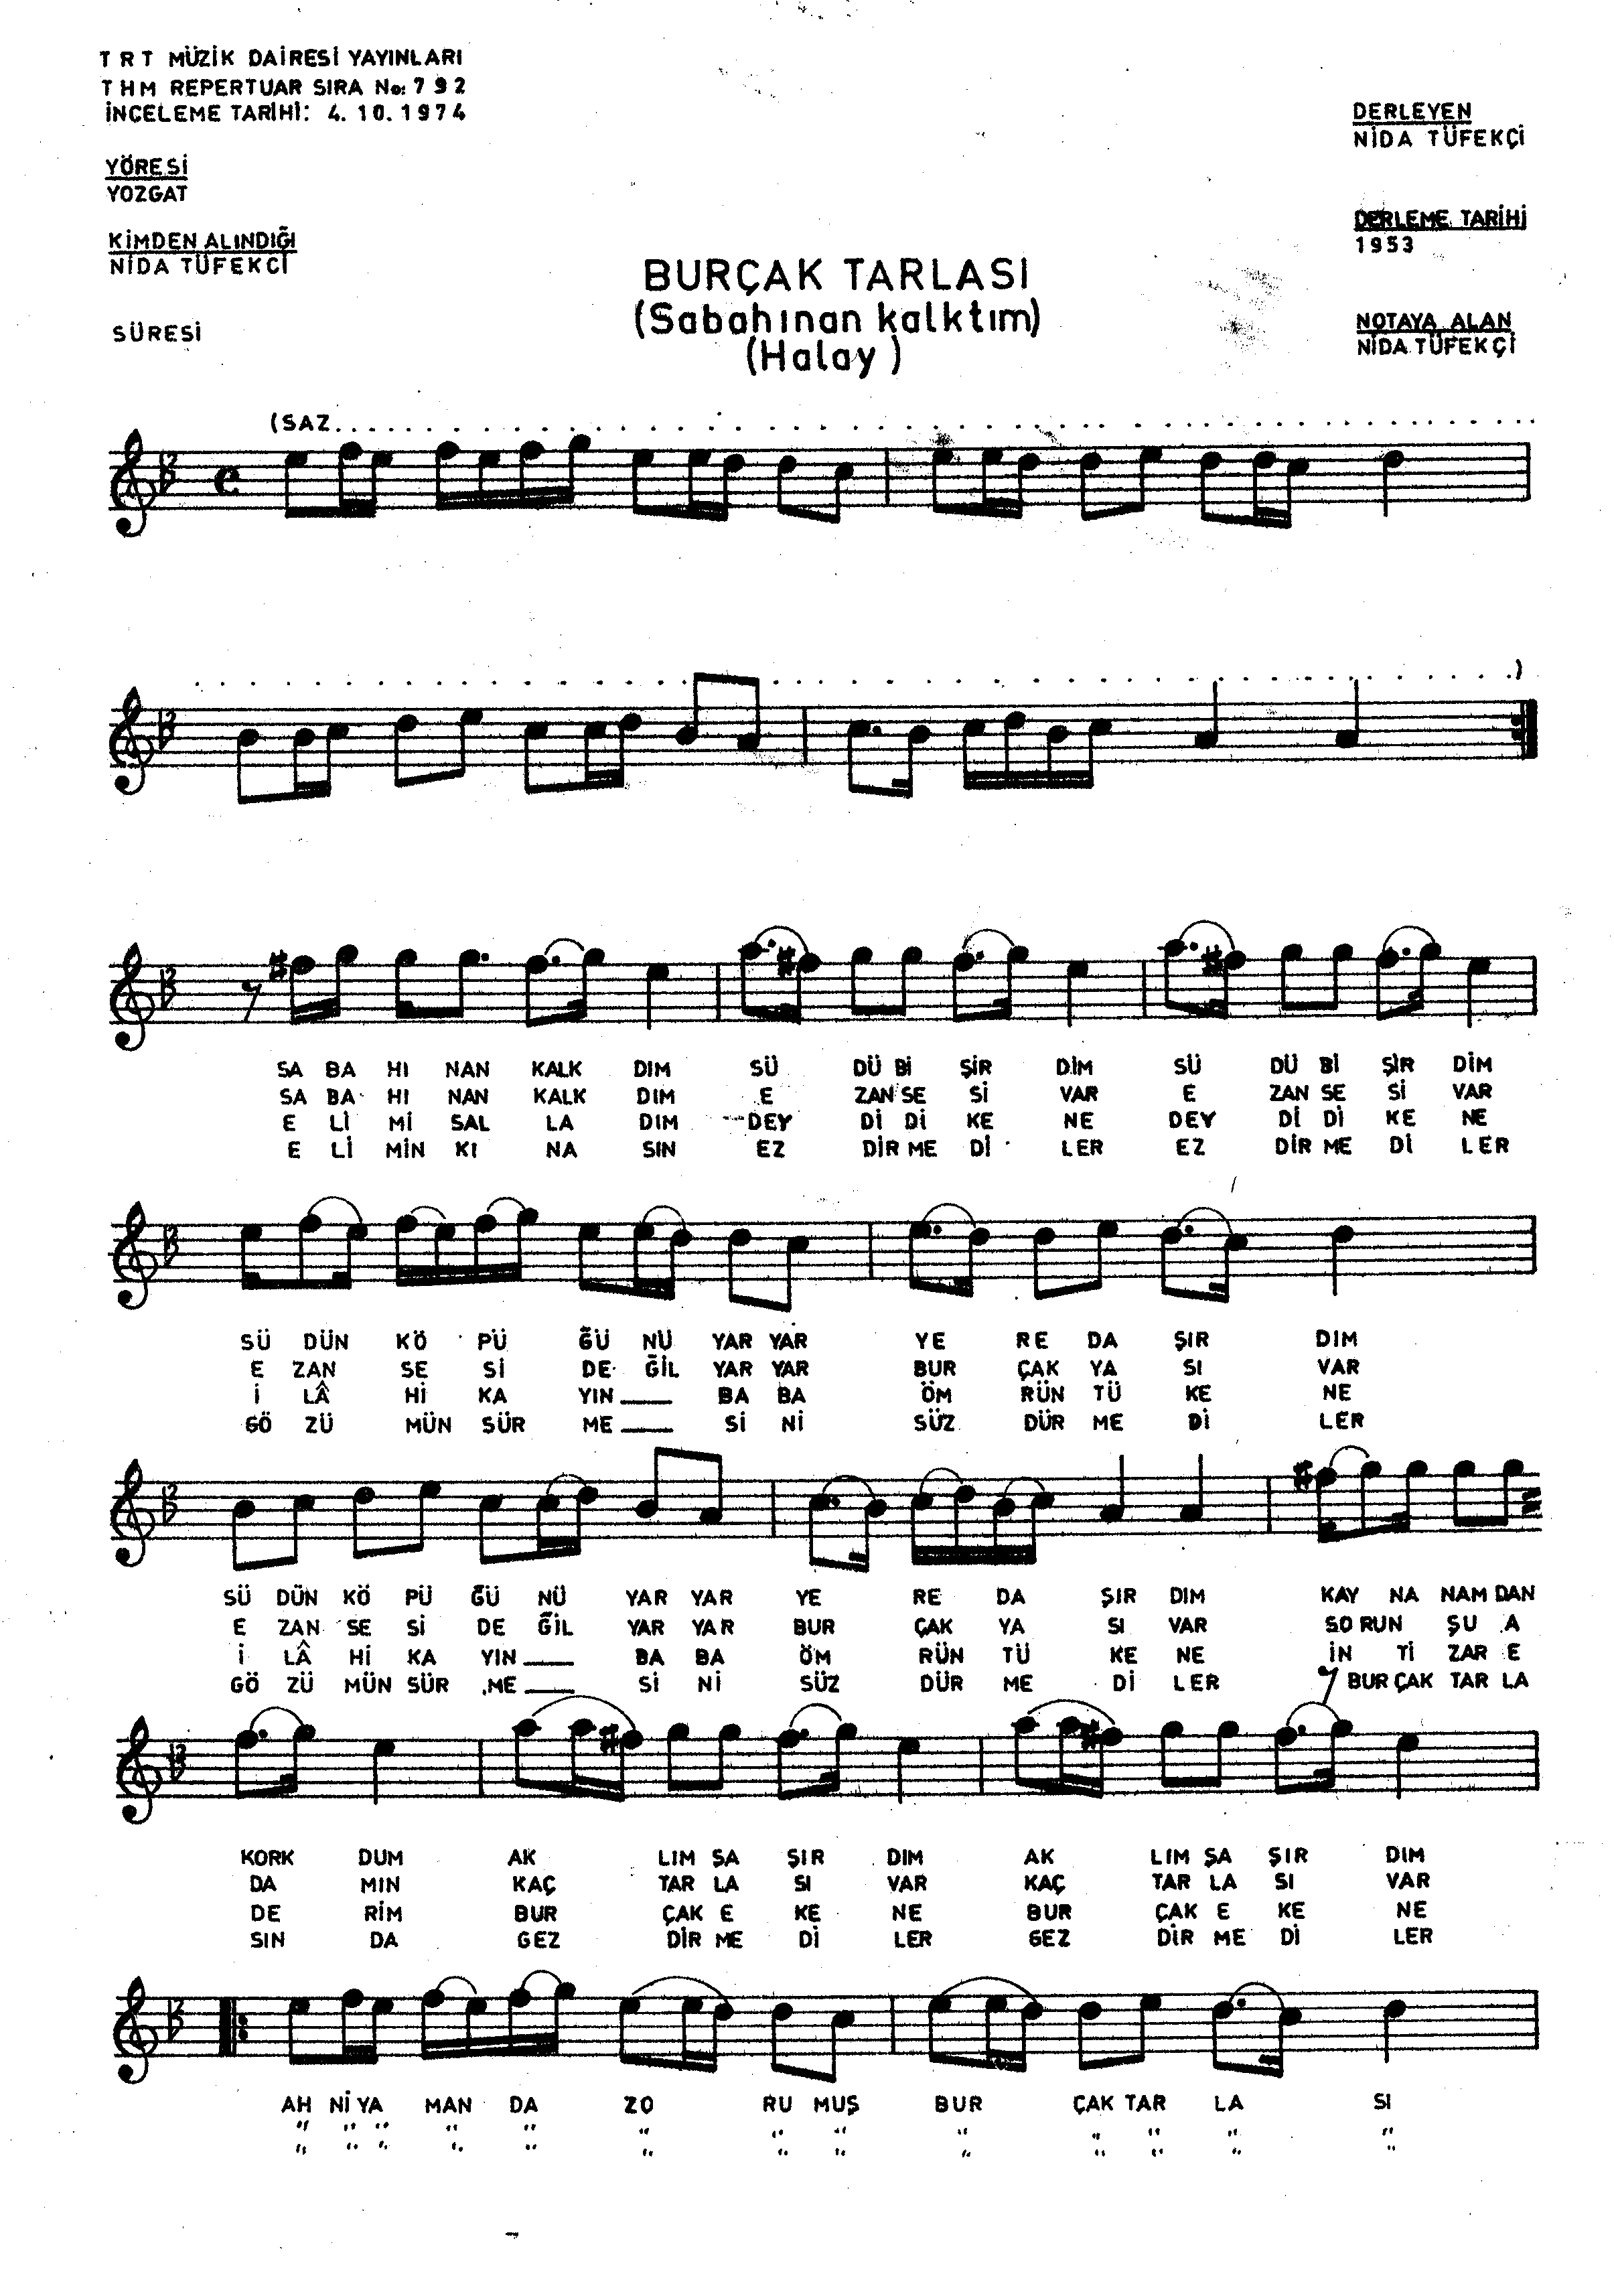 TRT MÜZİK DAİRESİ YAYINLARI
THM REPERTUAR SIRA No: 792
İNCELEME TARİHİ: 4.10.1974
DERLEYEN
NİDA TÜFEKÇİ
YÖRESİ
YOZGAT
DERLEME TARİHİ
1953
KİMDEN ALINDIĞI
NİDA TÜFEKCİ
BURÇAK TARLASI
(Sabahınan kalktım)
(Halay)
SÜRESİ
NOTAYA ALAN
NİDA TÜFEKÇİ
(SAZ. . . . . . . . . . . . . . . . . . . . . . . . . . . . . . . . . . . . . . . .
. . . . . . . . . . . . . . . . . . . . . . . . . . . . . . . . . . . . . . . . . . .)
SA BA HI NAN KALK DIM SÜ DÜ Bİ ŞİR DİM SÜ DÜ Bİ ŞİR DİM
SA BA HI NAN KALK DIM E ZAN SE Sİ VAR E ZAN SE Sİ VAR
E Lİ Mİ SAL LA DIM DEY Dİ Dİ KE NE DEY Dİ Dİ KE NE
E Lİ MİN KI NA SIN EZ DİR ME Dİ LER EZ DİR ME Dİ LER
SÜ DÜN KÖ PÜ ĞÜ NÜ YAR YAR YE RE DA ŞIR DIM
E ZAN SE Sİ DE ĞİL YAR YAR BUR ÇAK YA SI VAR
İ LÂ Hİ KA YIN___ BA BA ÖM RÜN TÜ KE NE
GÖ ZÜ MÜN SÜR ME___ Sİ Nİ SÜZ DÜR ME Dİ LER
SÜ DÜN KÖ PÜ ĞÜ NÜ YAR YAR YE RE DA ŞIR DIM KAY NA NAM DAN
E ZAN SE Sİ DE ĞİL YAR YAR BUR ÇAK YA SI VAR SO RUN ŞU A
İ LÂ Hİ KA YIN___ BA BA ÖM RÜN TÜ KE NE İN Tİ ZAR E
GÖ ZÜ MÜN SÜR ME___ Sİ Nİ SÜZ DÜR ME Dİ LER BUR ÇAK TAR LA
KORK DUM AK LIM ŞA ŞIR DIM AK LIM ŞA ŞIR DIM
DA MIN KAÇ TAR LA SI VAR KAÇ TAR LA SI VAR
DE RİM BUR ÇAK E KE NE BUR ÇAK E KE NE
SIN DA GEZ DİR ME Dİ LER GEZ DİR ME Dİ LER
AH Nİ YA MAN DA ZO RU MUŞ BUR ÇAK TAR LA SI
" " " " " " " " " " " " "
" " " " " " " " " " " " "